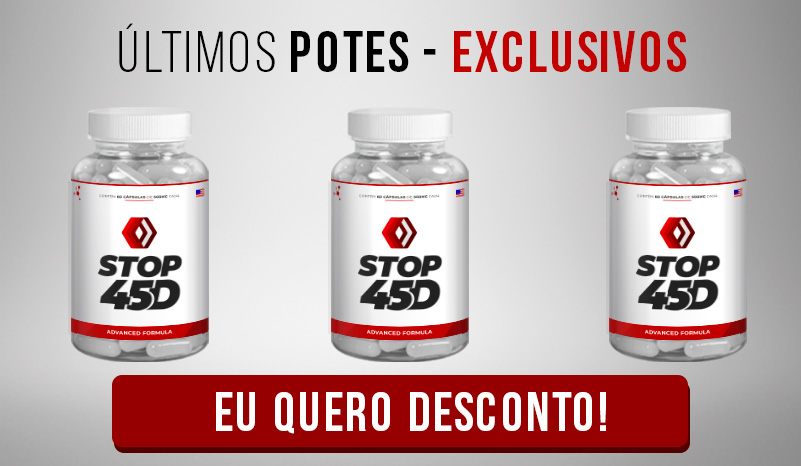 ÚLTIMOS POTES - EXCLUSIVOS
CONTÉM 60 CÁPSULAS DE 500MG CADA
STOP
45D
ADVANCED FORMULA
CONTÉM 60 CÁPSULAS DE 500MG CADA
STOP
45D
ADVANCED FORMULA
CONTÉM 60 CÁPSULAS DE 500MG CADA
STOP
45D
ADVANCED FORMULA
EU QUERO DESCONTO!